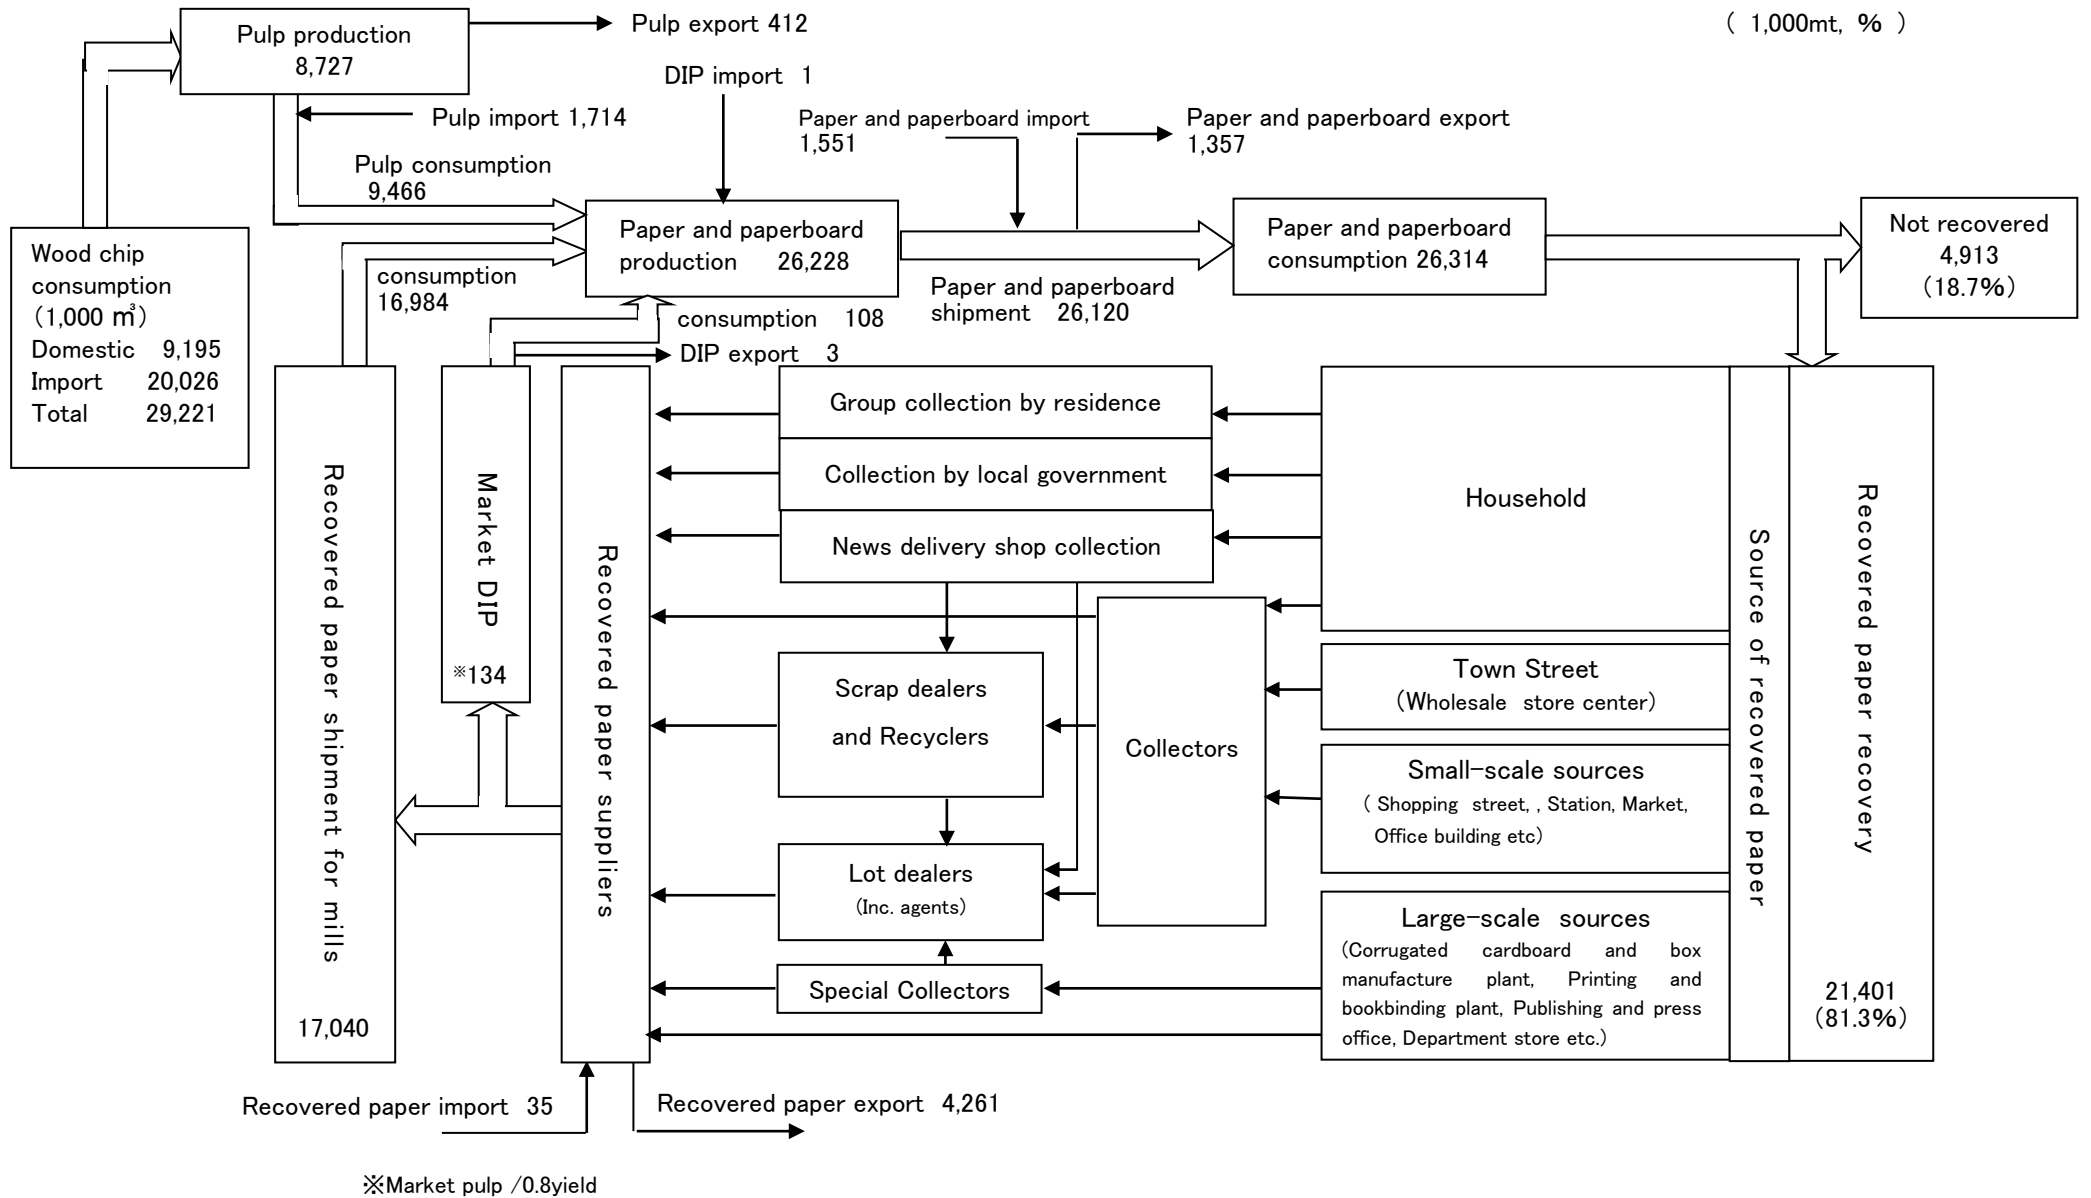 Pulp production
8,727
Pulp export 412
( 1,000mt, % )
DIP import 1
Pulp import 1,714
Paper and paperboard import
1,551
Paper and paperboard export
1,357
Pulp consumption
9,466
Wood chip
consumption
(1,000 ㎥)
Domestic 9,195
Import 20,026
Total 29,221
consumption
16,984
Paper and paperboard
production 26,228
Paper and paperboard
shipment 26,120
Paper and paperboard
consumption 26,314
Not recovered
4,913
(18.7%)
consumption 108
DIP export 3
Recovered paper shipment for mills
17,040
Market DIP
※134
Recovered paper suppliers
Group collection by residence
Collection by local government
News delivery shop collection
Scrap dealers
and Recyclers
Lot dealers
(Inc. agents)
Special Collectors
Collectors
Household
Town Street
(Wholesale store center)
Small-scale sources
( Shopping street, , Station, Market,
Office building etc)
Large-scale sources
(Corrugated cardboard and box
manufacture plant, Printing and
bookbinding plant, Publishing and press
office, Department store etc.)
Source of recovered paper
Recovered paper recovery
21,401
(81.3%)
Recovered paper import 35
Recovered paper export 4,261
※Market pulp /0.8yield